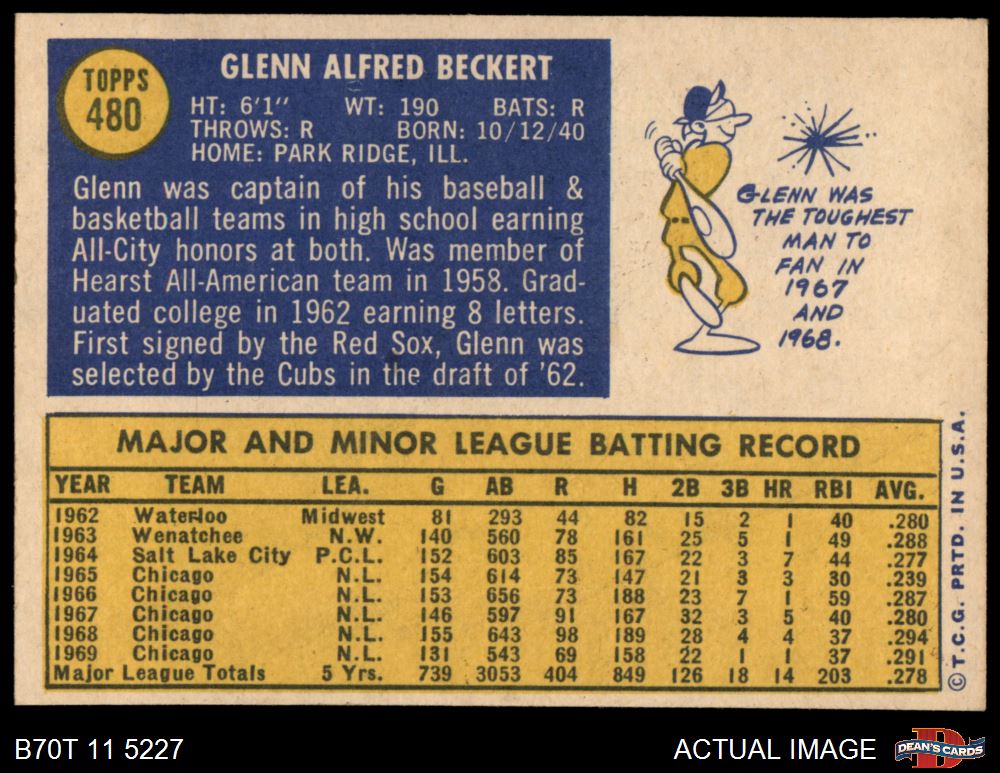 TOPPS
480
GLENN ALFRED BECKERT
HT: 6'1" WT: 190 BATS: R
THROWS: R BORN: 10/12/40
HOME: PARK RIDGE, ILL.
Glenn was captain of his baseball &
basketball teams in high school earning
All-City honors at both. Was member of
Hearst All-American team in 1958. Grad-
uated college in 1962 earning 8 letters.
First signed by the Red Sox, Glenn was
selected by the Cubs in the draft of '62.
GLENN WAS
THE TOUGHEST
MAN TO
FAN IN
1967
AND
1968.
MAJOR AND MINOR LEAGUE BATTING RECORD
YEAR TEAM LEA. G AB R H 2B 3B HR RBI AVG.
1962 Waterloo Midwest 81 293 44 82 15 2 1 40 .280
1963 Wenatchee N.W. 140 560 78 161 25 5 1 49 .288
1964 Salt Lake City P.C.L. 152 603 85 167 22 3 7 44 .277
1965 Chicago N.L. 154 614 73 147 21 3 3 30 .239
1966 Chicago N.L. 153 656 73 188 23 7 1 59 .287
1967 Chicago N.L. 146 597 91 167 32 3 5 40 .280
1968 Chicago N.L. 155 643 98 189 28 4 4 37 .294
1969 Chicago N.L. 131 543 69 158 22 1 1 37 .291
Major League Totals 5 Yrs. 739 3053 404 849 126 18 14 203 .278
© T.C.G. PRTD. IN U.S.A.
B70T 11 5227
ACTUAL IMAGE
D
DEAN'S CARDS